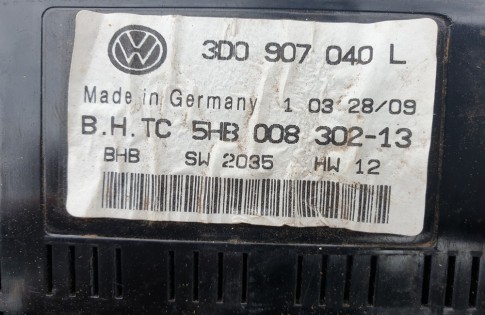 3D0 907 040 L
Made in Germany 1 03 28/09
B.H.TC 5HB 008 302-13
BHB SW 2035 HW 12